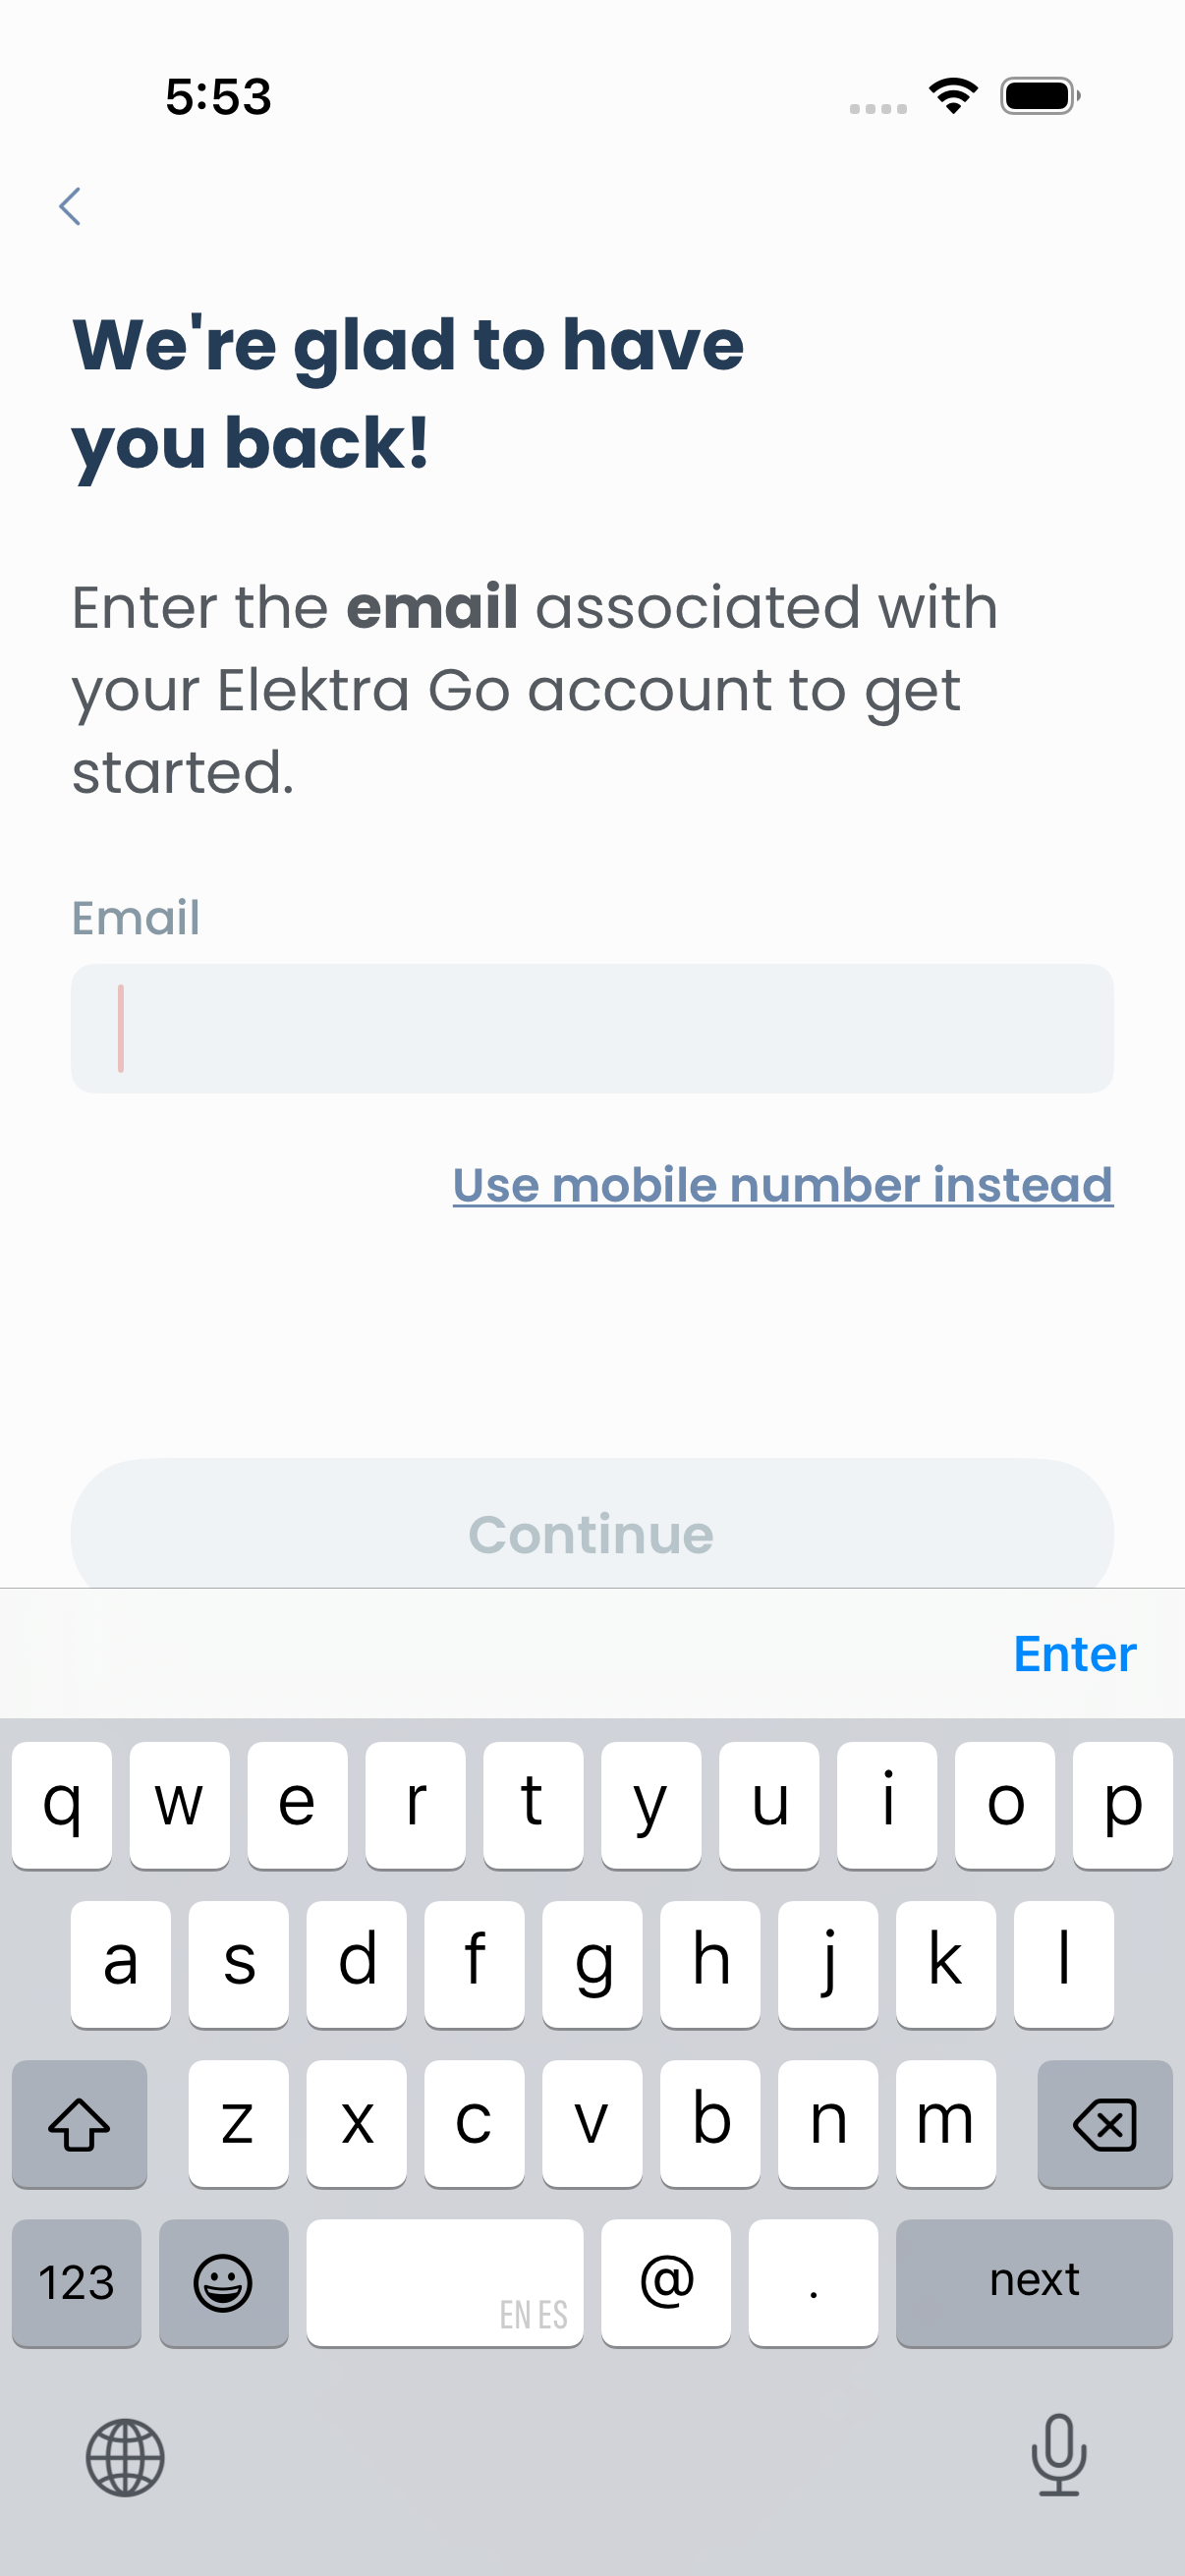 5:53
We're glad to have
you back!
Enter the email associated with
your Elektra Go account to get
started.
Email
Use mobile number instead
Continue
Enter
q w e r t y u i o p
a s d f g h j k l
z x c v b n m
123 EN ES @ . next